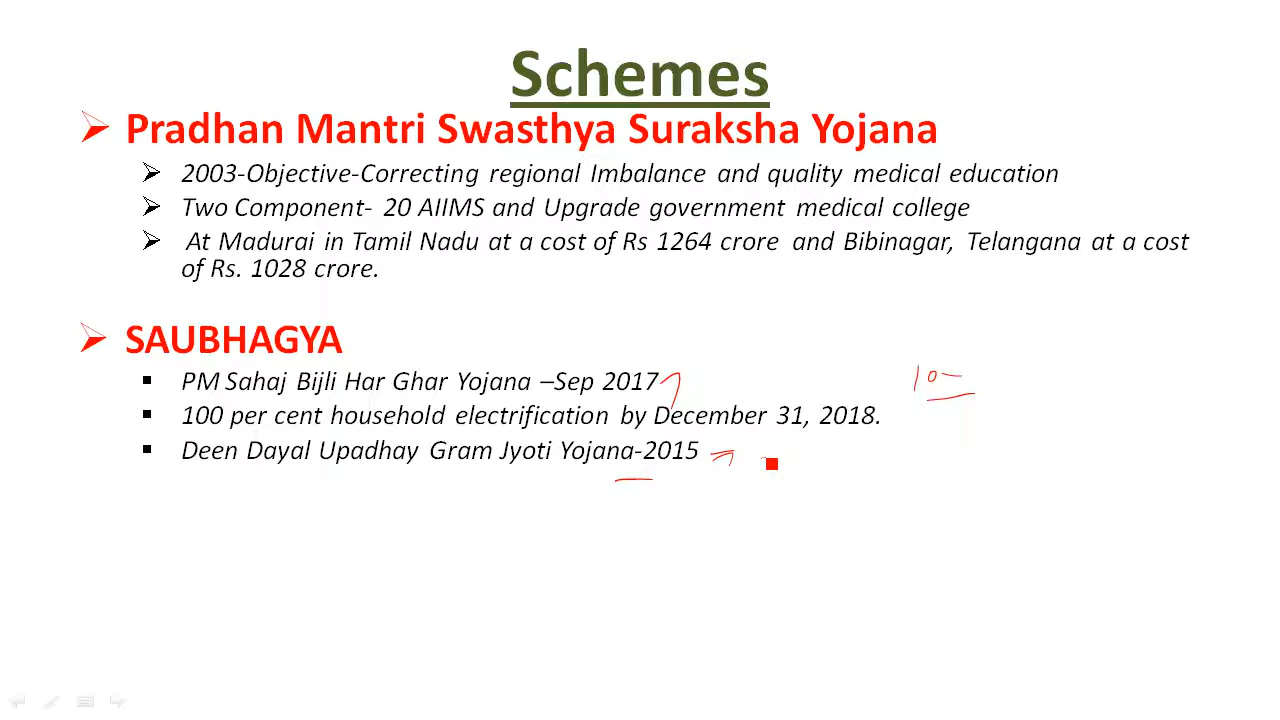 Schemes
Pradhan Mantri Swasthya Suraksha Yojana
2003-Objective-Correcting regional Imbalance and quality medical education
Two Component- 20 AIIMS and Upgrade government medical college
At Madurai in Tamil Nadu at a cost of Rs 1264 crore and Bibinagar, Telangana at a cost
of Rs. 1028 crore.
SAUBHAGYA
PM Sahaj Bijli Har Ghar Yojana –Sep 2017
100 per cent household electrification by December 31, 2018.
Deen Dayal Upadhay Gram Jyoti Yojana-2015